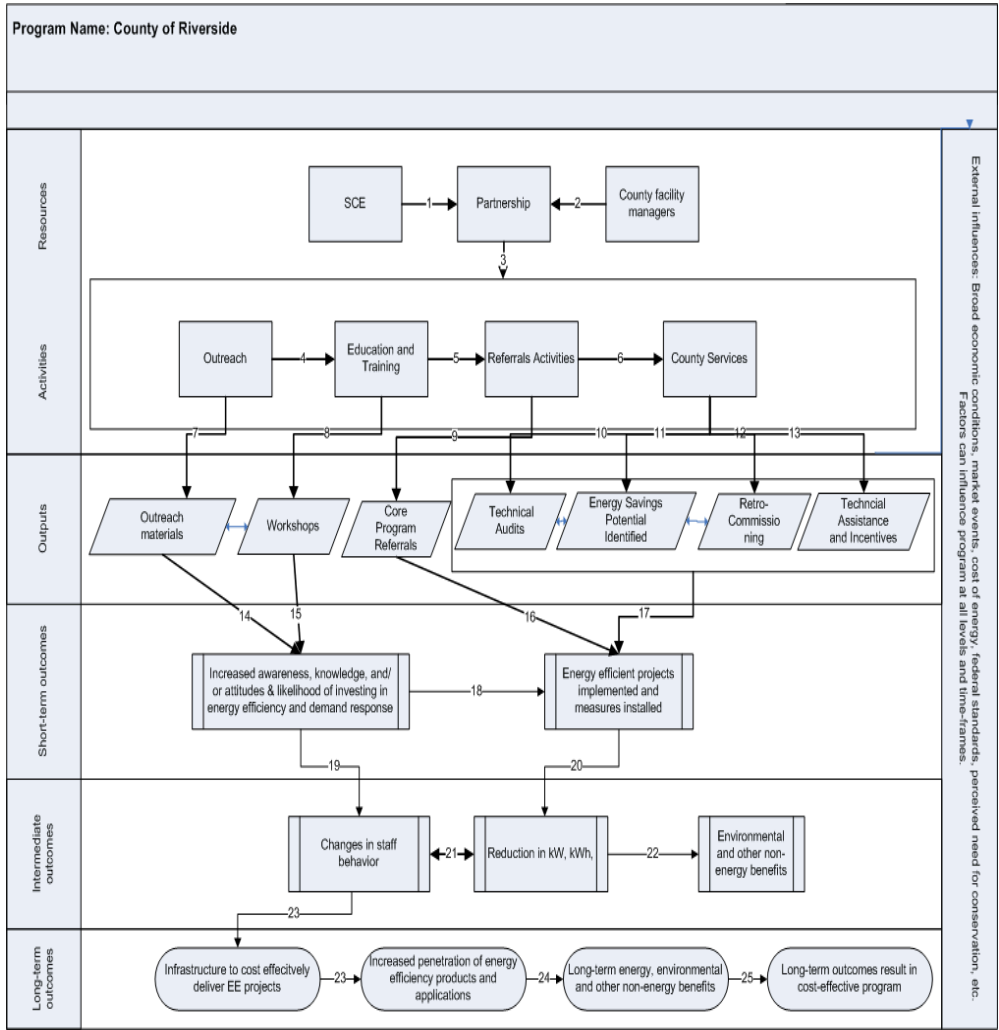 Program Name: County of Riverside
Resources
SCE
1
Partnership
2
County facility
managers
3
Activities
Outreach
4
Education and
Training
5
Referrals Activities
6
County Services
7
8
9
10
11
12
13
Outputs
Outreach
materials
Workshops
Core
Program
Referrals
Technical
Audits
Energy Savings
Potential
Identified
Retro-
Commissio
ning
Techncial
Assistance
and Incentives
14
15
16
17
Short-term outcomes
Increased awareness, knowledge, and/
or attitudes & likelihood of investing in
energy efficiency and demand response
18
Energy efficient projects
implemented and
measures installed
19
20
Intermediate
outcomes
Changes in staff
behavior
21
Reduction in kW, kWh,
22
Environmental
and other non-
energy benefits
23
Long-term
outcomes
Infrastructure to cost effecitvely
deliver EE projects
23
Increased penetration of energy
efficiency products and
applications
24
Long-term energy, environmental
and other non-energy benefits
25
Long-term outcomes result in
cost-effective program
External influences: Broad economic conditions, market events, cost of energy, federal standards, perceived need for conservation, etc.
Factors can influence program at all levels and time-frames.